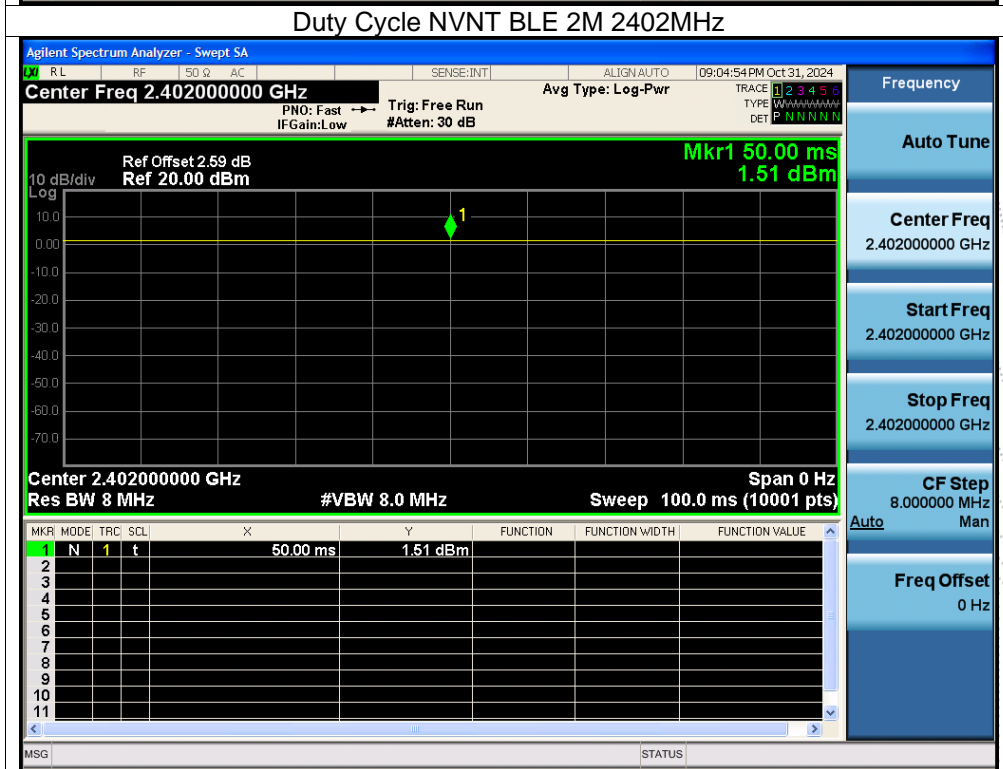 Duty Cycle NVNT BLE 2M 2402MHz
Agilent Spectrum Analyzer - Swept SA
LXI RL RF 50 Ω AC SENSE:INT ALIGN AUTO 09:04:54 PM Oct 31, 2024
Center Freq 2.402000000 GHz Avg Type: Log-Pwr TRACE 1 2 3 4 5 6
PNO: Fast Trig: Free Run TYPE WWWWWW
IFGain:Low #Atten: 30 dB DET P N N N N N
Mkr1 50.00 ms
Ref Offset 2.59 dB
10 dB/div Ref 20.00 dBm 1.51 dBm
Log
10.0
1
0.00
-10.0
-20.0
-30.0
-40.0
-50.0
-60.0
-70.0
Center 2.402000000 GHz Span 0 Hz
Res BW 8 MHz #VBW 8.0 MHz Sweep 100.0 ms (10001 pts)
MKR MODE TRC SCL X Y FUNCTION FUNCTION WIDTH FUNCTION VALUE
1 N 1 t 50.00 ms 1.51 dBm
2
3
4
5
6
7
8
9
10
11
MSG STATUS
Frequency
Auto Tune
Center Freq
2.402000000 GHz
Start Freq
2.402000000 GHz
Stop Freq
2.402000000 GHz
CF Step
8.000000 MHz
Auto Man
Freq Offset
0 Hz